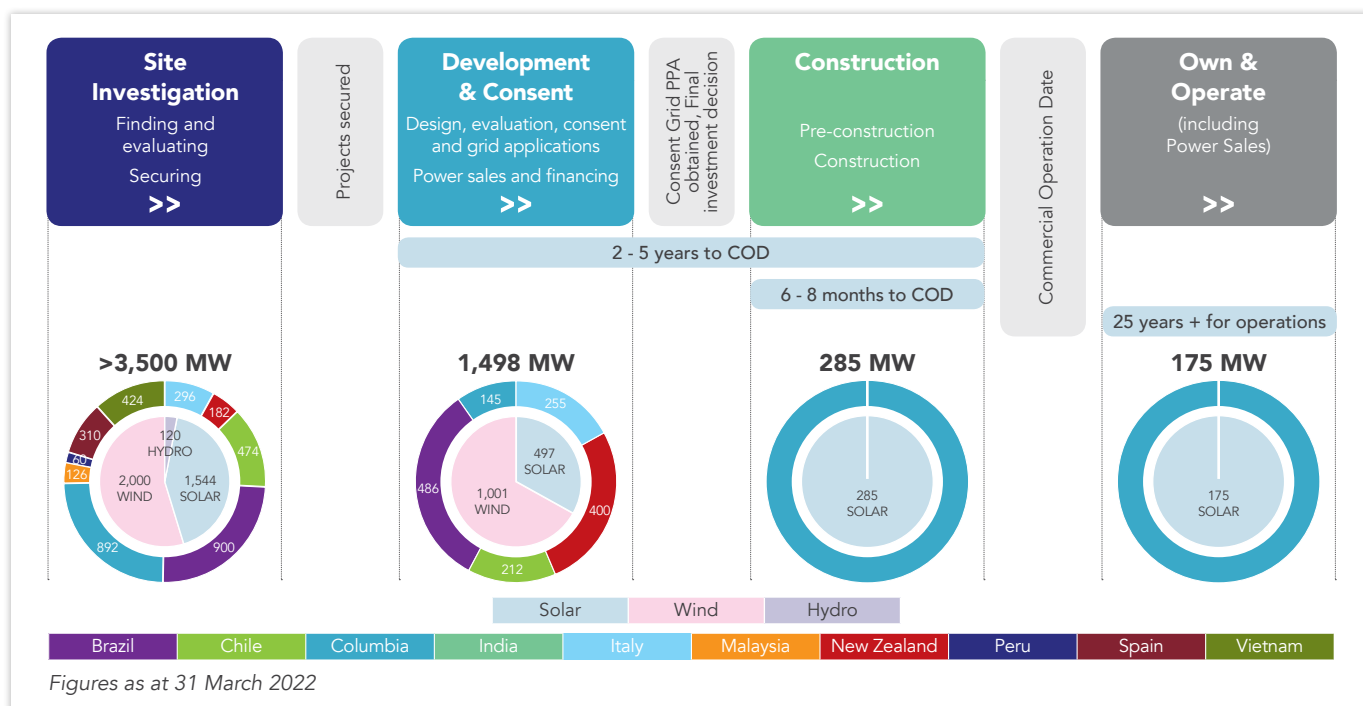 Site
Investigation
Finding and
evaluating
Securing
>>
Projects secured
Development
& Consent
Design, evaluation, consent
and grid applications
Power sales and financing
>>
Consent Grid PPA
obtained, Final
investment decision
Construction
Pre-construction
Construction
>>
Commercial Operation Date
Own &
Operate
(including
Power Sales)
>>
2 - 5 years to COD
6 - 8 months to COD
25 years + for operations
>3,500 MW
296
182
474
900
892
126
60
310
424
120
HYDRO
2,000
WIND
1,544
SOLAR
1,498 MW
255
400
212
486
145
497
SOLAR
1,001
WIND
285 MW
285
SOLAR
175 MW
175
SOLAR
Solar
Wind
Hydro
Brazil
Chile
Columbia
India
Italy
Malaysia
New Zealand
Peru
Spain
Vietnam
Figures as at 31 March 2022